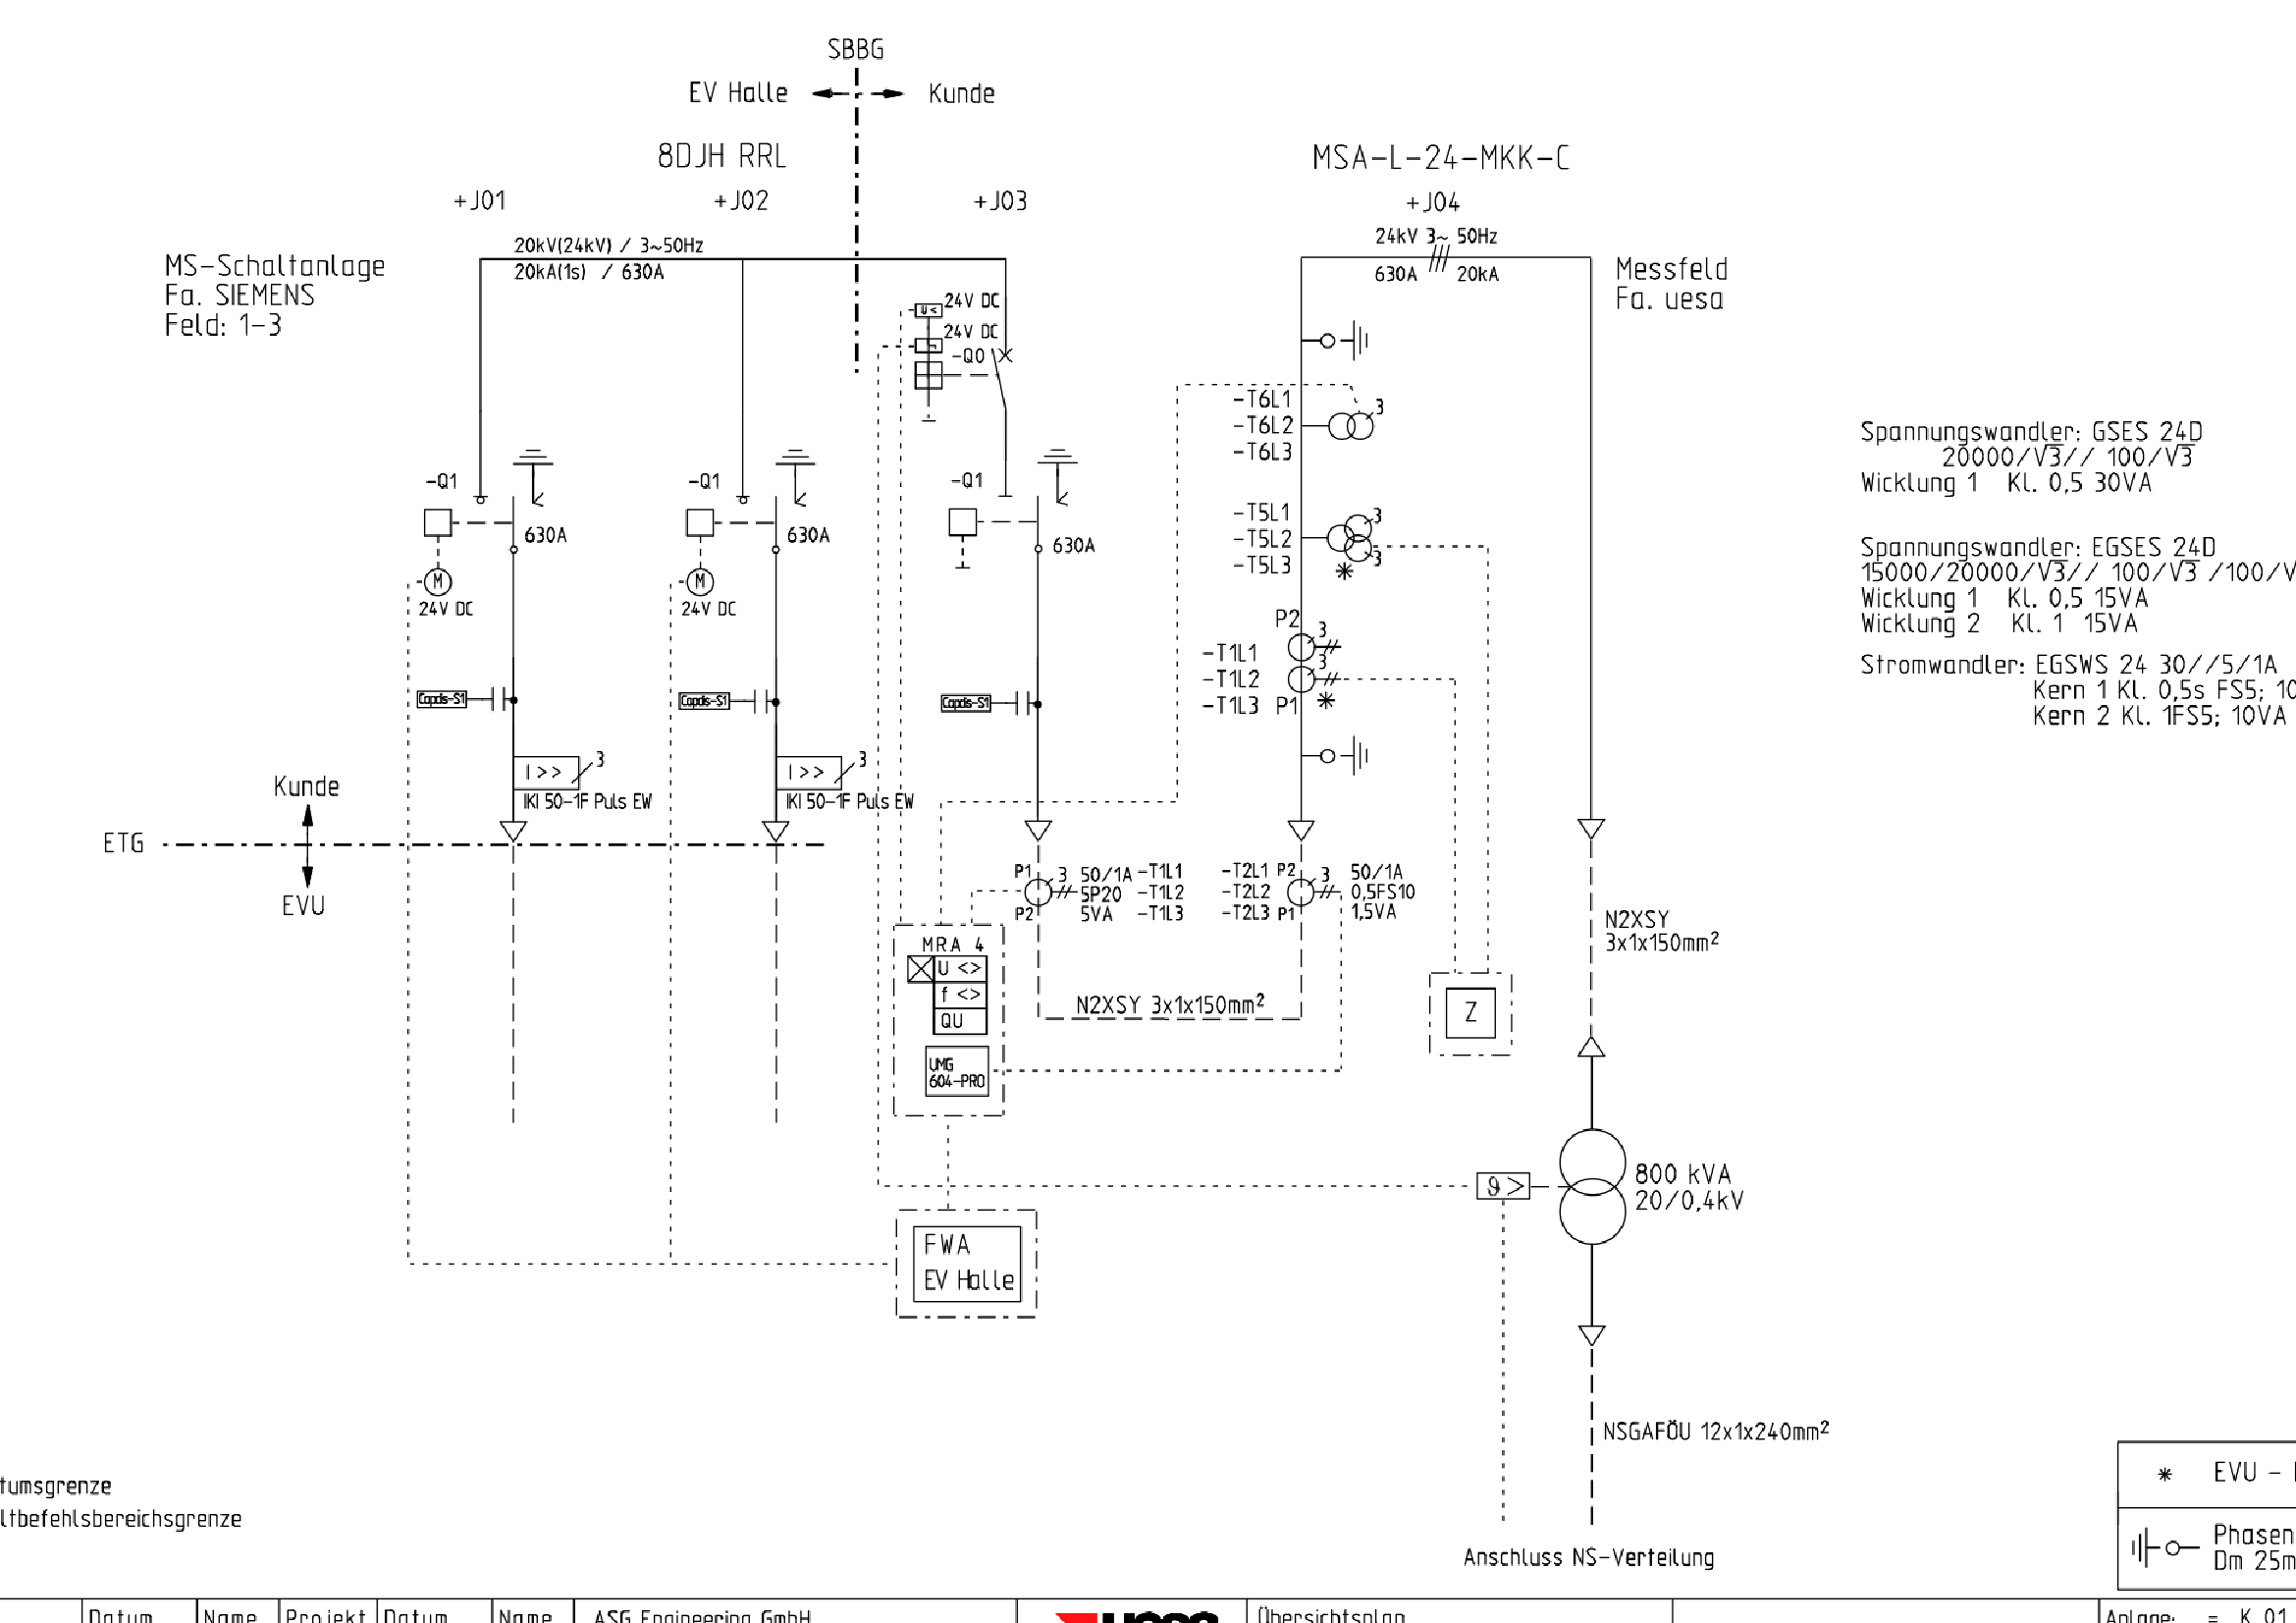 SBBG
EV Halle
Kunde
8DJH RRL
MSA-L-24-MKK-C
+J01
+J02
+J03
+J04
MS-Schaltanlage
Fa. SIEMENS
Feld: 1-3
20kV(24kV) / 3~50Hz
20kA(1s) / 630A
24kV 3~ 50Hz
630A
20kA
Messfeld
Fa. uesa
U<
24V DC
24V DC
-Q0
-T6L1
-T6L2
-T6L3
3
-T5L1
-T5L2
-T5L3
3
3
*
Spannungswandler: GSES 24D
20000/√3// 100/√3
Wicklung 1 Kl. 0,5 30VA
Spannungswandler: EGSES 24D
15000/20000/√3// 100/√3 /100/
Wicklung 1 Kl. 0,5 15VA
Wicklung 2 Kl. 1 15VA
Stromwandler: EGSWS 24 30//5/1A
Kern 1 Kl. 0,5s FS5; 10
Kern 2 Kl. 1FS5; 10VA
-Q1
630A
M
24V DC
-Q1
630A
M
24V DC
-Q1
630A
P2
3
-T1L1
3
-T1L2
-T1L3
P1
*
Capdis-S1
Capdis-S1
Capdis-S1
I >>
3
IKI 50-1F Puls EW
I >>
3
IKI 50-1F Puls EW
Kunde
ETG
EVU
P1
3
50/1A
-T1L1
5P20
-T1L2
P2
5VA
-T1L3
-T2L1
P2
3
50/1A
-T2L2
0,5FS10
-T2L3
P1
1,5VA
N2XSY
3x1x150mm²
MRA 4
U <>
f <>
QU
UMG
604-PRO
N2XSY 3x1x150mm²
Z
ϑ >
800 kVA
20/0,4kV
FWA
EV Halle
NSGAFÖU 12x1x240mm²
Anschluss NS-Verteilung
tumsgrenze
ltbefehlsbereichsgrenze
* EVU -
Phasen
Dm 25m
Datum
Name
Projekt
Datum
Name
ASG Engineering GmbH
uesa
Übersichtsplan
Anlage: = K 01